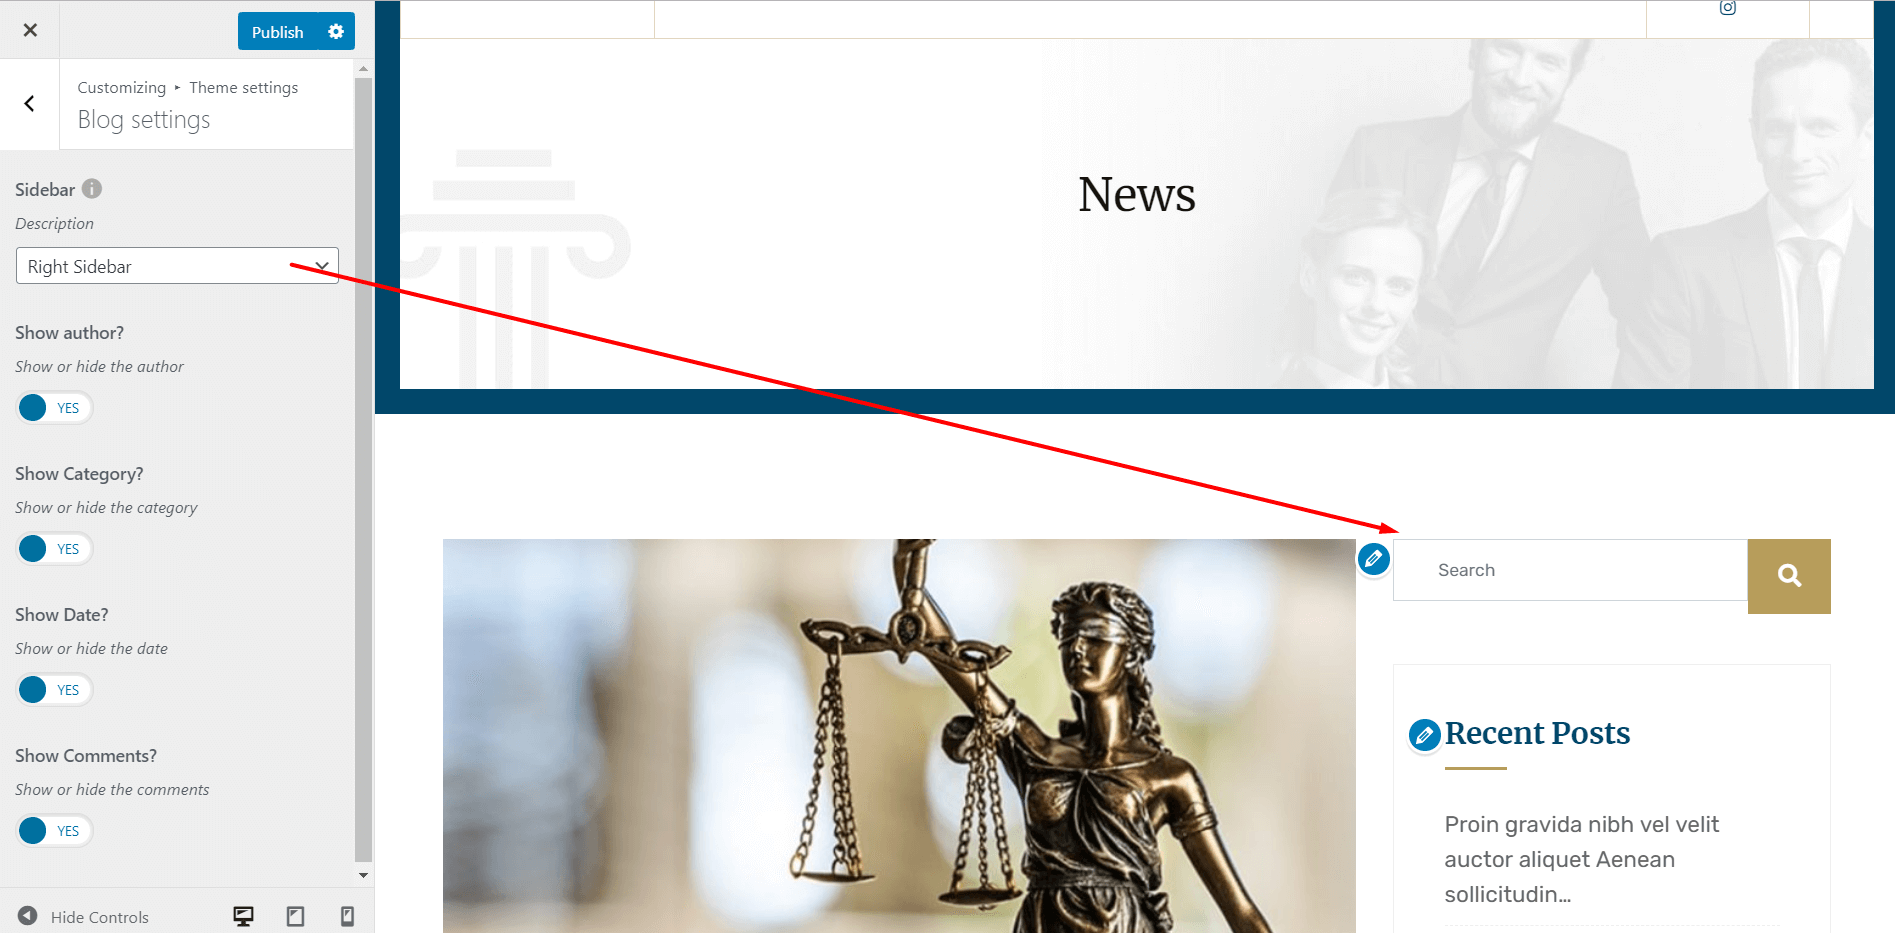 Publish
Customizing ▸ Theme settings
Blog settings
Sidebar
Description
Right Sidebar
Show author?
Show or hide the author
YES
Show Category?
Show or hide the category
YES
Show Date?
Show or hide the date
YES
Show Comments?
Show or hide the comments
YES
Hide Controls
News
Search
Recent Posts
Proin gravida nibh vel velit
auctor aliquet Aenean
sollicitudin...